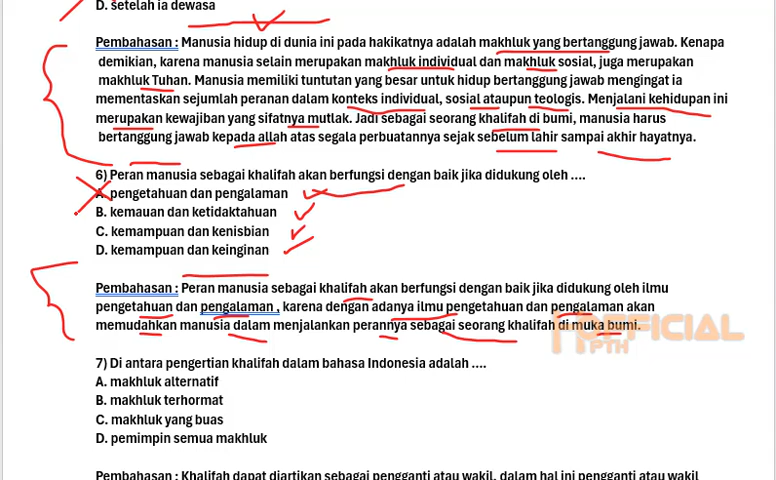 D. setelah ia dewasa
Pembahasan : Manusia hidup di dunia ini pada hakikatnya adalah makhluk yang bertanggung jawab. Kenapa
demikian, karena manusia selain merupakan makhluk individual dan makhluk sosial, juga merupakan
makhluk Tuhan. Manusia memiliki tuntutan yang besar untuk hidup bertanggung jawab mengingat ia
mementaskan sejumlah peranan dalam konteks individual, sosial ataupun teologis. Menjalani kehidupan ini
merupakan kewajiban yang sifatnya mutlak. Jadi sebagai seorang khalifah di bumi, manusia harus
bertanggung jawab kepada allah atas segala perbuatannya sejak sebelum lahir sampai akhir hayatnya.
6) Peran manusia sebagai khalifah akan berfungsi dengan baik jika didukung oleh ....
A. pengetahuan dan pengalaman
B. kemauan dan ketidaktahuan
C. kemampuan dan kenisbian
D. kemampuan dan keinginan
Pembahasan : Peran manusia sebagai khalifah akan berfungsi dengan baik jika didukung oleh ilmu
pengetahuan dan pengalaman , karena dengan adanya ilmu pengetahuan dan pengalaman akan
memudahkan manusia dalam menjalankan perannya sebagai seorang khalifah di muka bumi.
OFFICIAL
PTH
7) Di antara pengertian khalifah dalam bahasa Indonesia adalah ....
A. makhluk alternatif
B. makhluk terhormat
C. makhluk yang buas
D. pemimpin semua makhluk
Pembahasan : Khalifah dapat diartikan sebagai pengganti atau wakil, dalam hal ini pengganti atau wakil